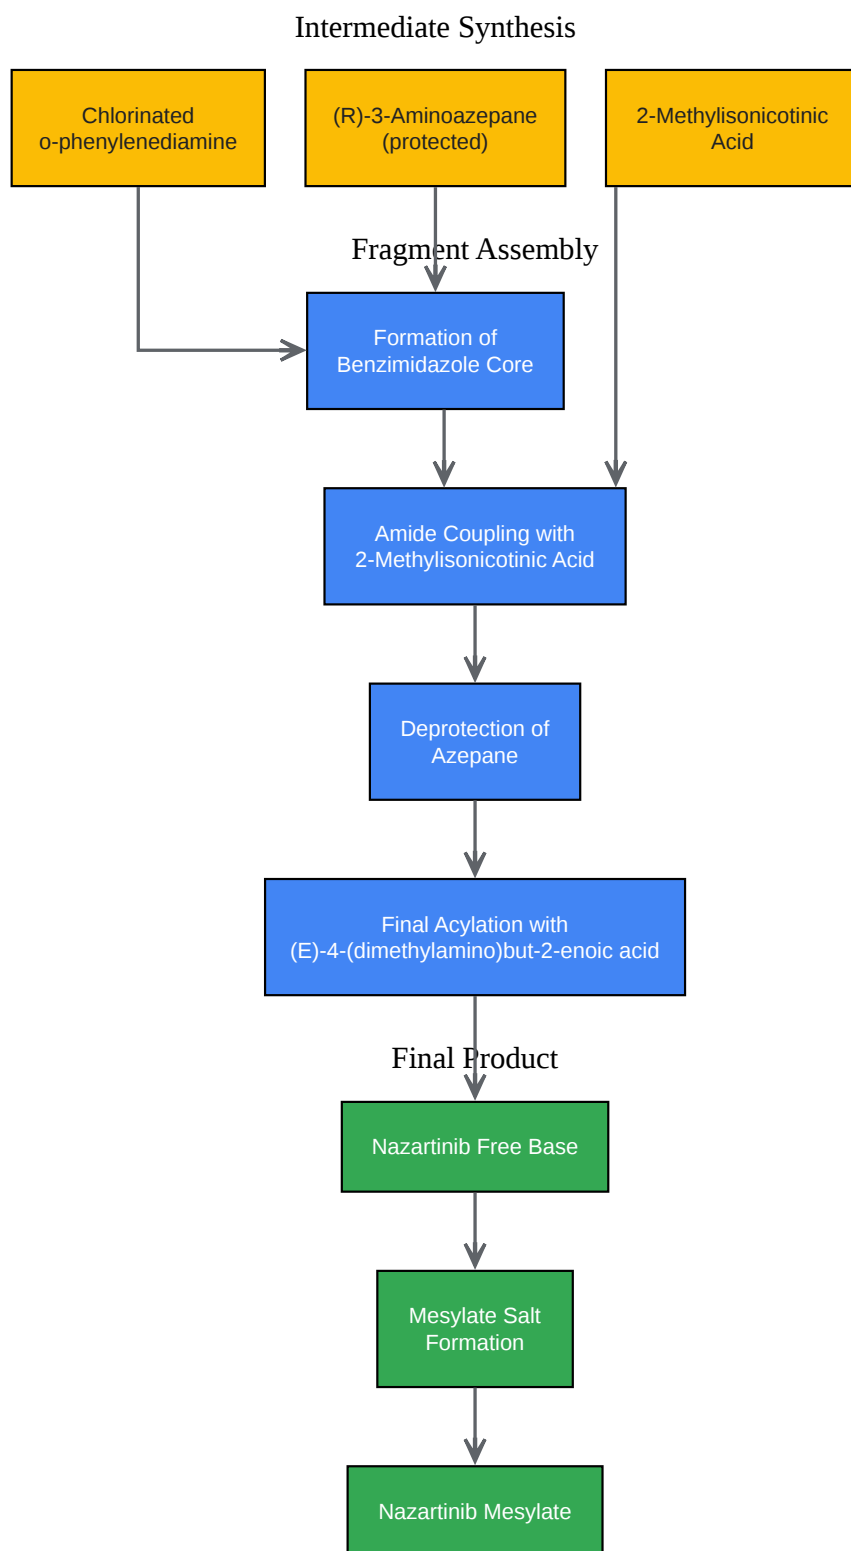 Intermediate Synthesis
Chlorinated
o-phenylenediamine
(R)-3-Aminoazepane
(protected)
2-Methylisonicotinic
Acid
Fragment Assembly
Formation of
Benzimidazole Core
Amide Coupling with
2-Methylisonicotinic Acid
Deprotection of
Azepane
Final Acylation with
(E)-4-(dimethylamino)but-2-enoic acid
Final Product
Nazartinib Free Base
Mesylate Salt
Formation
Nazartinib Mesylate